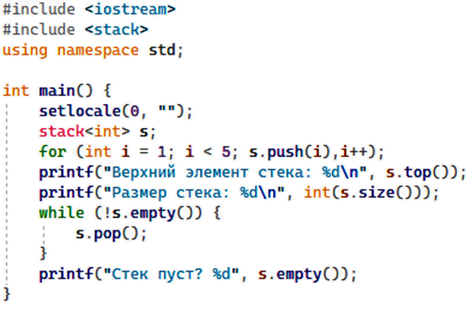 #include <iostream>
#include <stack>
using namespace std;

int main() {
    setlocale(0, "");
    stack<int> s;
    for (int i = 1; i < 5; s.push(i),i++);
    printf("Верхний элемент стека: %d\n", s.top());
    printf("Размер стека: %d\n", int(s.size()));
    while (!s.empty()) {
        s.pop();
    }
    printf("Стек пуст? %d", s.empty());
}